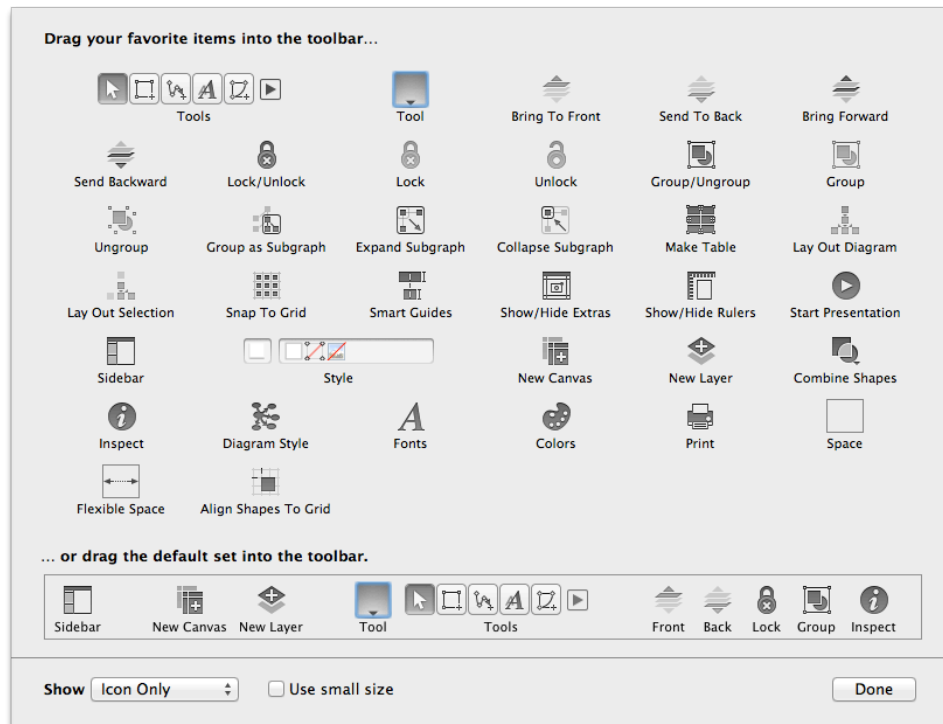 Drag your favorite items into the toolbar...
Tools Tool Bring To Front Send To Back Bring Forward
Send Backward Lock/Unlock Lock Unlock Group/Ungroup Group
Ungroup Group as Subgraph Expand Subgraph Collapse Subgraph Make Table Lay Out Diagram
Lay Out Selection Snap To Grid Smart Guides Show/Hide Extras Show/Hide Rulers Start Presentation
Sidebar Style New Canvas New Layer Combine Shapes
Inspect Diagram Style Fonts Colors Print Space
Flexible Space Align Shapes To Grid
... or drag the default set into the toolbar.
Sidebar New Canvas New Layer Tool Tools Front Back Lock Group Inspect
Show Icon Only Use small size Done